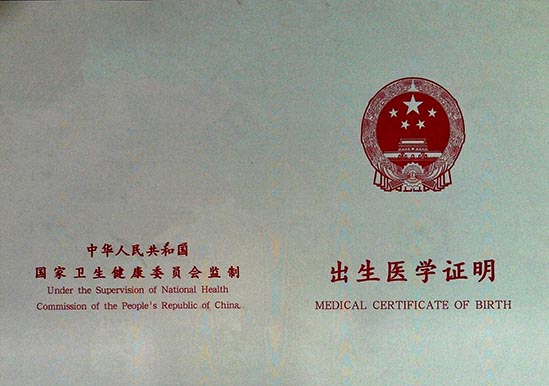 中华人民共和国
国家卫生健康委员会监制
Under the Supervision of National Health
Commission of the People's Republic of China.
出生医学证明
MEDICAL CERTIFICATE OF BIRTH